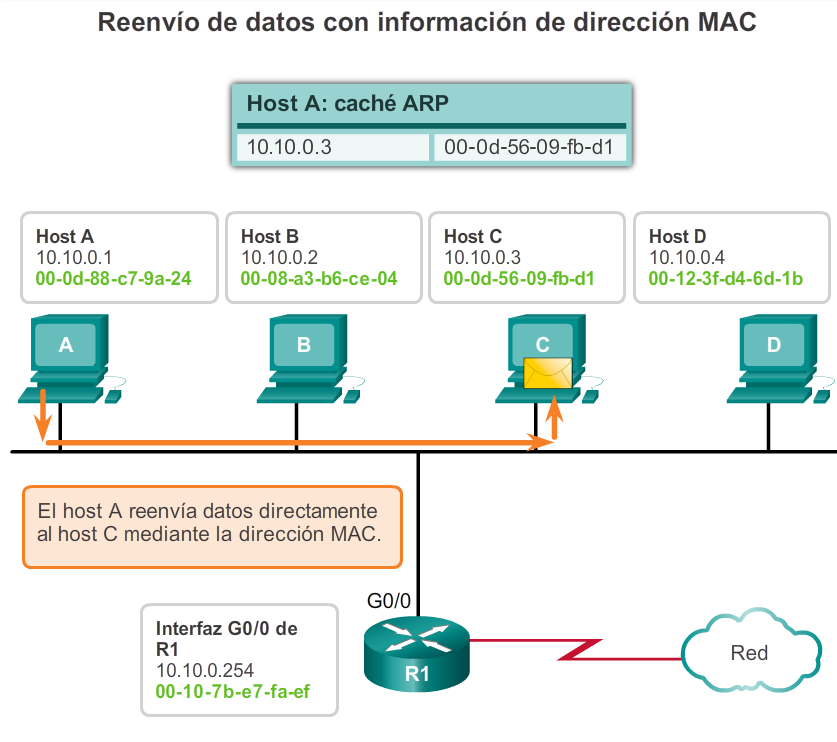 Reenvío de datos con información de dirección MAC
Host A: caché ARP
10.10.0.3 00-0d-56-09-fb-d1
Host A
10.10.0.1
00-0d-88-c7-9a-24
Host B
10.10.0.2
00-08-a3-b6-ce-04
Host C
10.10.0.3
00-0d-56-09-fb-d1
Host D
10.10.0.4
00-12-3f-d4-6d-1b
A
B
C
D
El host A reenvía datos directamente
al host C mediante la dirección MAC.
G0/0
Interfaz G0/0 de
R1
10.10.0.254
00-10-7b-e7-fa-ef
R1
Red